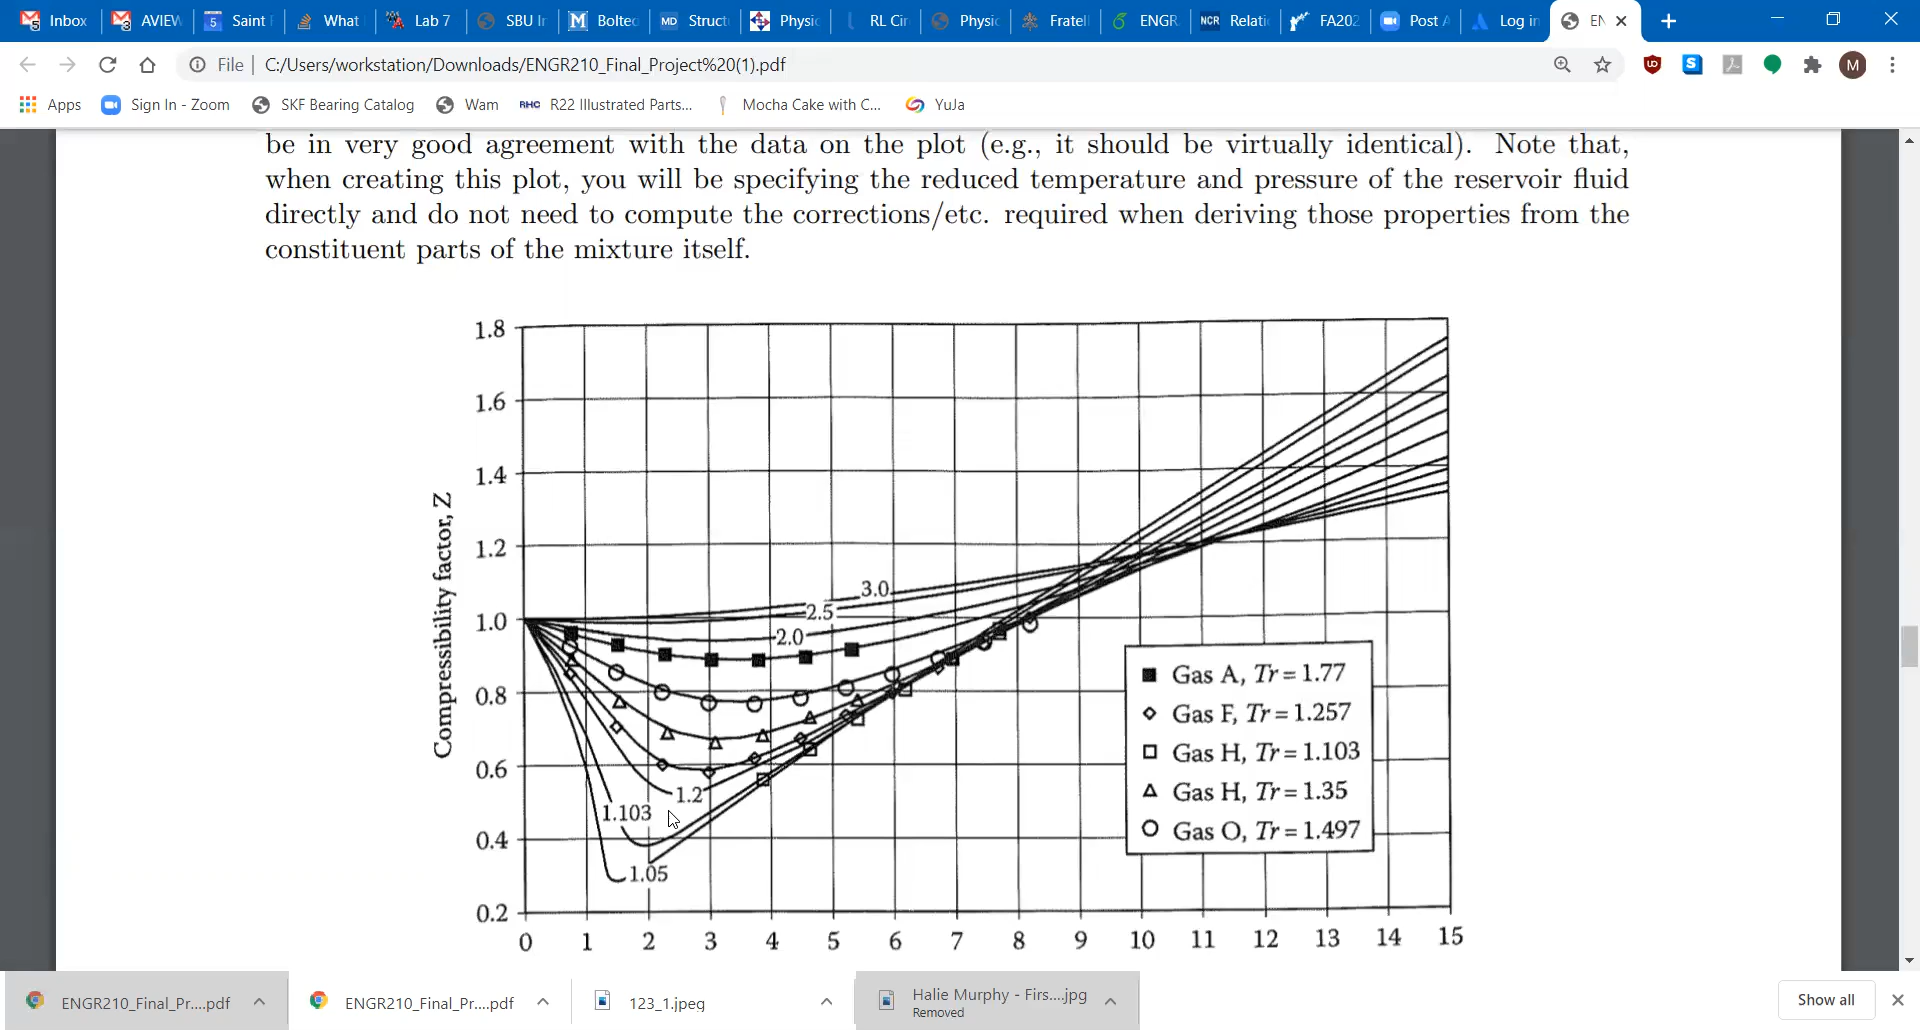 Inbox
AVIEW
Saint
What
Lab 7
SBU Ir
Boltec
Struct
Physic
RL Cir
Physic
Fratell
ENGR
Relati
FA202
Post A
Log in
EN
File
C:/Users/workstation/Downloads/ENGR210_Final_Project%20(1).pdf
M
Apps
Sign In - Zoom
SKF Bearing Catalog
Wam
RHC R22 Illustrated Parts...
Mocha Cake with C...
YuJa
be in very good agreement with the data on the plot (e.g., it should be virtually identical). Note that,
when creating this plot, you will be specifying the reduced temperature and pressure of the reservoir fluid
directly and do not need to compute the corrections/etc. required when deriving those properties from the
constituent parts of the mixture itself.
1.8
1.6
1.4
1.2
1.0
0.8
0.6
0.4
0.2
Compressibility factor, Z
3.0
2.5
2.0
1.2
1.103
1.05
Gas A, Tr = 1.77
Gas F, Tr = 1.257
Gas H, Tr = 1.103
Gas H, Tr = 1.35
Gas O, Tr = 1.497
0 1 2 3 4 5 6 7 8 9 10 11 12 13 14 15
ENGR210_Final_Pr....pdf
ENGR210_Final_Pr....pdf
123_1.jpeg
Halie Murphy - Firs....jpg
Removed
Show all